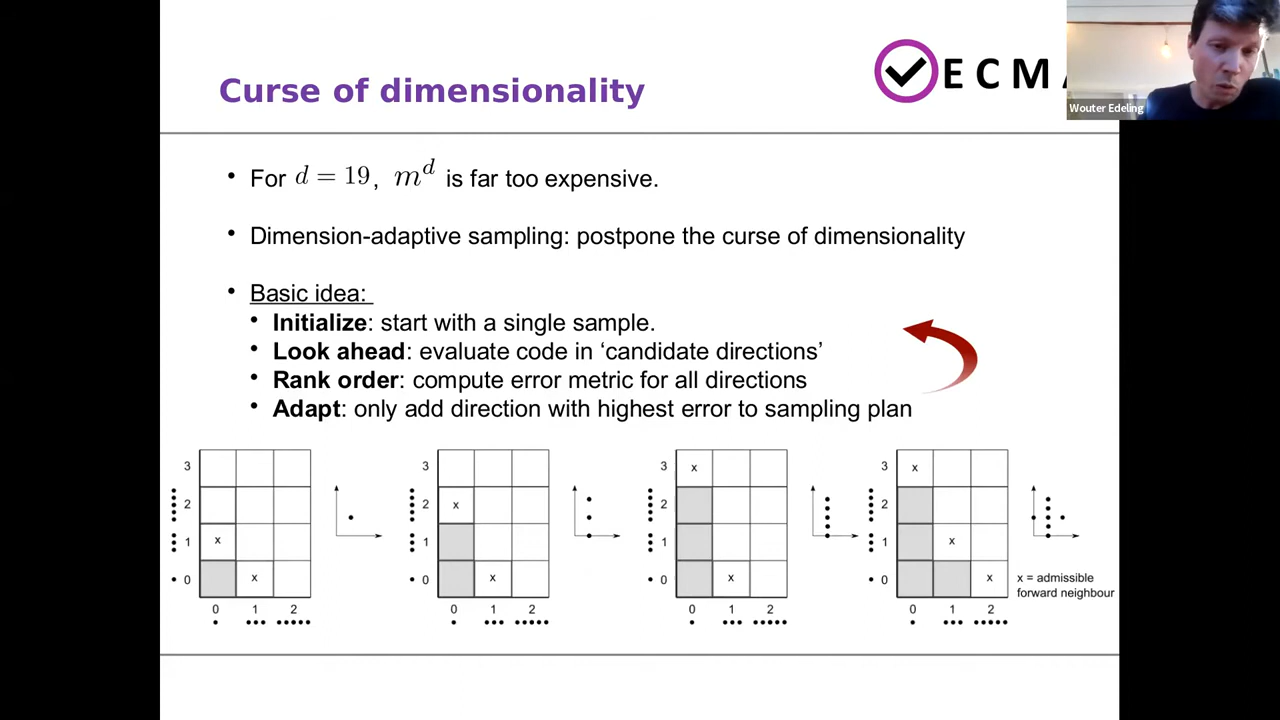 Curse of dimensionality
ECMA
Wouter Edeling
• For d = 19, m^d is far too expensive.
• Dimension-adaptive sampling: postpone the curse of dimensionality
• Basic idea:
• Initialize: start with a single sample.
• Look ahead: evaluate code in ‘candidate directions’
• Rank order: compute error metric for all directions
• Adapt: only add direction with highest error to sampling plan
3 3 x 3 x 3
2 x 2 2 2
x 1 1 1 x 1
0 x 0 x 0 x 0 x
x = admissible
forward neighbour
0 1 2 0 1 2 0 1 2 0 1 2